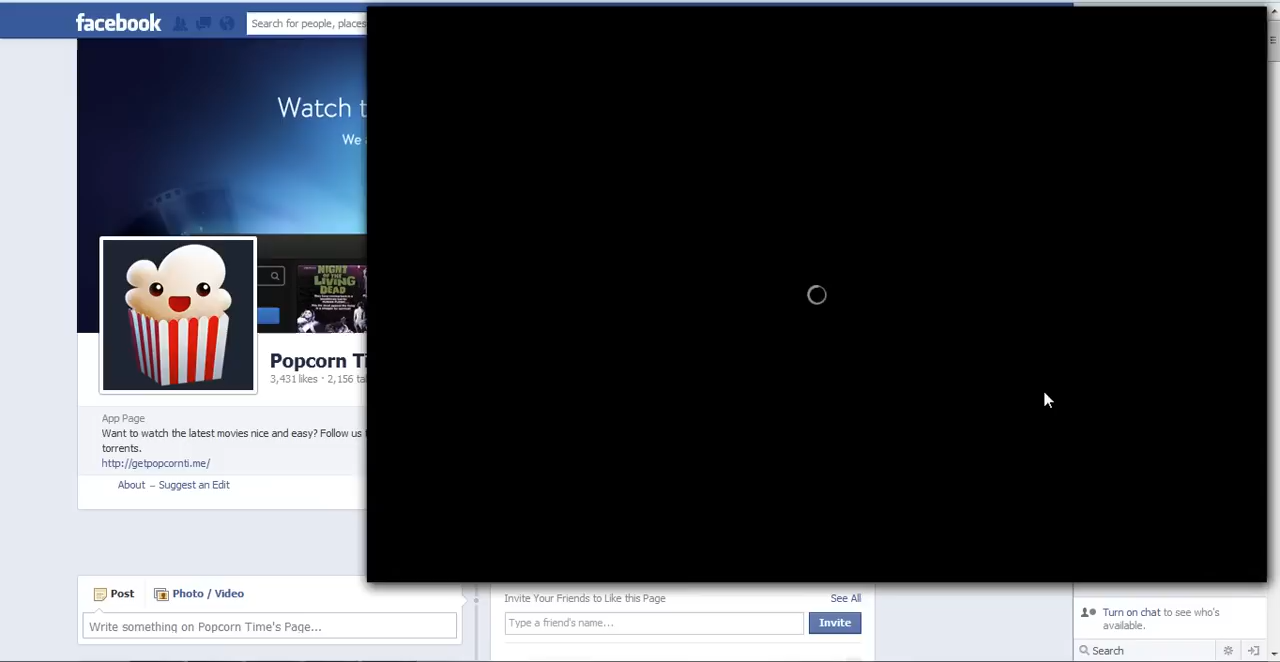 facebook
Search for people, places
Watch t
We a
NIGHT
OF THE
LIVING
DEAD
Popcorn Ti
3,431 likes · 2,156 tal
App Page
Want to watch the latest movies nice and easy? Follow us
torrents.
http://getpopcornti.me/
About – Suggest an Edit
Post
Photo / Video
Write something on Popcorn Time's Page...
Invite Your Friends to Like this Page
See All
Type a friend's name...
Invite
Turn on chat to see who's
available.
Search